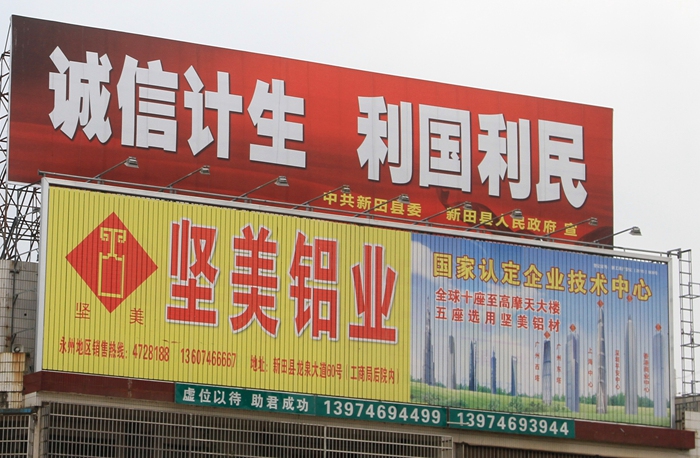 诚信计生 利国利民
中共新田县委 新田县人民政府 宣
坚美
坚美铝业
永州地区销售热线: 4728188 13607466667 地址: 新田县龙泉大道60号 工商局后院内
国家认定企业技术中心
全球十座至高摩天大楼
五座选用坚美铝材
虚位以待 助君成功 13974694499 13974693944